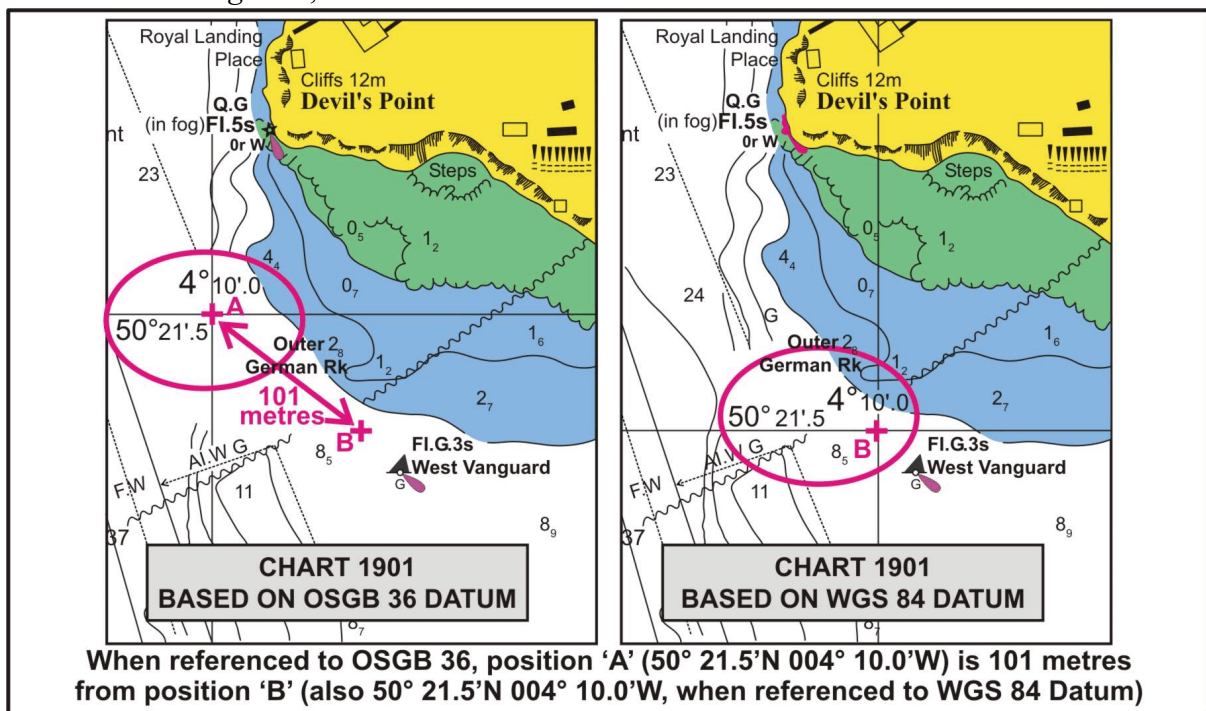 Royal Landing
Place
Cliffs 12m
Devil's Point
Q.G
(in fog) Fl.5s
0r W
nt
23
Steps
0₅
1₂
4₄
0₇
4° 10'.0
A
50° 21'.5
1₆
Outer 2₈
German Rk
1₂
101
metres
2₇
B
Fl.G.3s
West Vanguard
G
8₅
Al.W G
F.W
11
37
8₉
CHART 1901
BASED ON OSGB 36 DATUM
8₇
Royal Landing
Place
Cliffs 12m
Devil's Point
Q.G
(in fog) Fl.5s
0r W
nt
23
Steps
0₅
1₂
4₄
0₇
24
G
1₆
Outer 2₈
German Rk
1₂
4° 10'.0
2₇
50° 21'.5
B
Fl.G.3s
West Vanguard
G
8₅
Al.WI G
F.W
11
37
8₉
CHART 1901
BASED ON WGS 84 DATUM
8₇
When referenced to OSGB 36, position ‘A’ (50° 21.5’N 004° 10.0’W) is 101 metres
from position ‘B’ (also 50° 21.5’N 004° 10.0’W, when referenced to WGS 84 Datum)